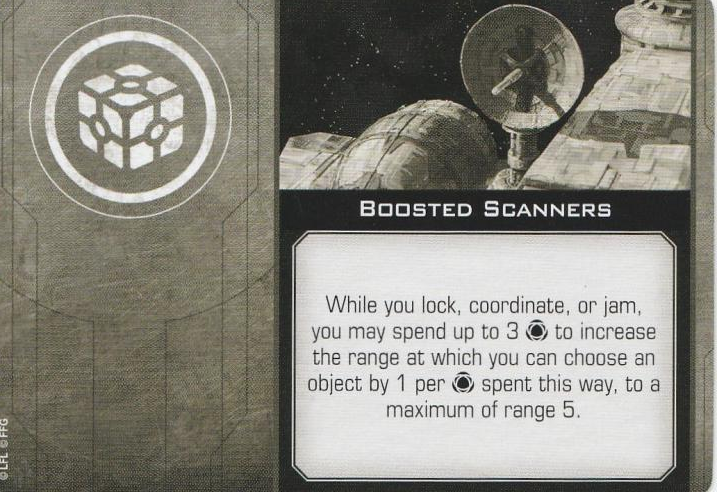 BOOSTED SCANNERS
While you lock, coordinate, or jam,
you may spend up to 3 to increase
the range at which you can choose an
object by 1 per spent this way, to a
maximum of range 5.
©LFL ©FFG